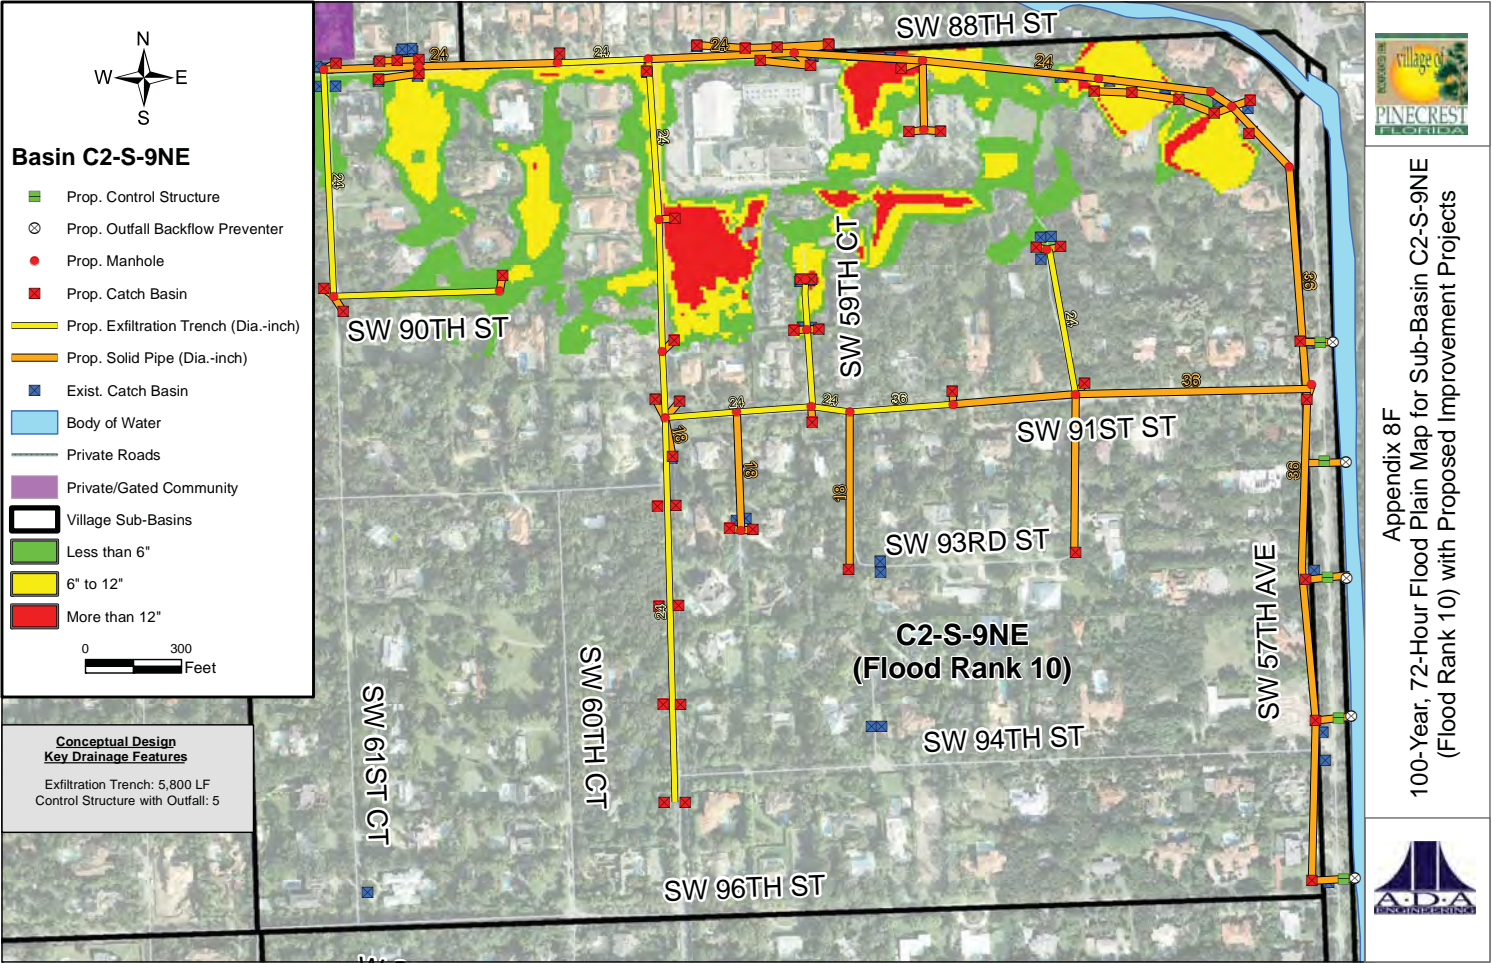 N
W E
S
Basin C2-S-9NE
Prop. Control Structure
Prop. Outfall Backflow Preventer
Prop. Manhole
Prop. Catch Basin
Prop. Exfiltration Trench (Dia.-inch)
Prop. Solid Pipe (Dia.-inch)
Exist. Catch Basin
Body of Water
Private Roads
Private/Gated Community
Village Sub-Basins
Less than 6"
6" to 12"
More than 12"
0 300
Feet
Conceptual Design
Key Drainage Features
Exfiltration Trench: 5,800 LF
Control Structure with Outfall: 5
SW 88TH ST
24
24
24
24
24
24
SW 90TH ST
SW 59TH CT
24
36
24
24
36
36
18
18
18
SW 91ST ST
36
SW 93RD ST
24
C2-S-9NE
(Flood Rank 10)
SW 57TH AVE
SW 60TH CT
SW 61ST CT
SW 94TH ST
SW 96TH ST
village of
PINECREST
FLORIDA
Appendix 8F
100-Year, 72-Hour Flood Plain Map for Sub-Basin C2-S-9NE
(Flood Rank 10) with Proposed Improvement Projects
A·D·A
ENGINEERING